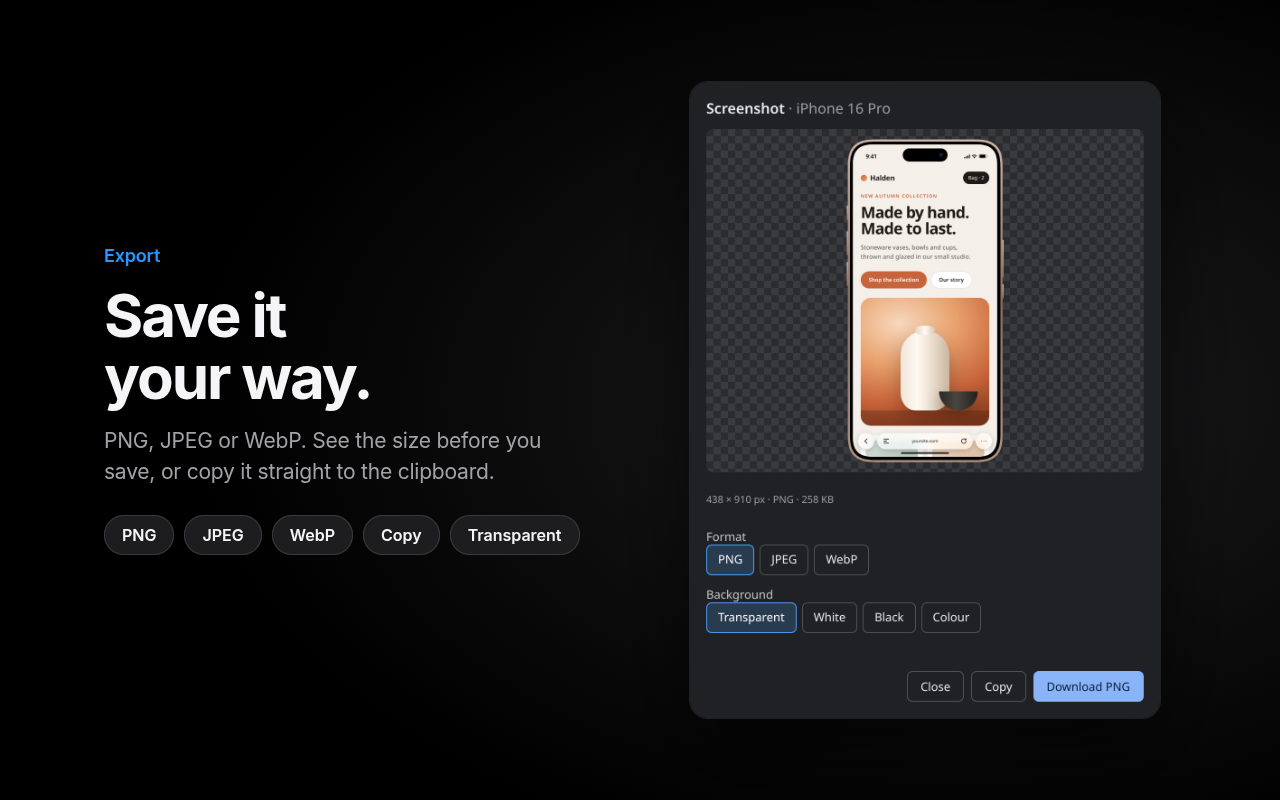 Export
Save it
your way.
PNG, JPEG or WebP. See the size before you
save, or copy it straight to the clipboard.
PNG JPEG WebP Copy Transparent
Screenshot · iPhone 16 Pro
9:41
Halden
Bag · 2
NEW AUTUMN COLLECTION
Made by hand.
Made to last.
Stoneware vases, bowls and cups,
thrown and glazed in our small studio.
Shop the collection Our story
yoursite.com
438 × 910 px · PNG · 258 KB
Format
PNG JPEG WebP
Background
Transparent White Black Colour
Close Copy Download PNG